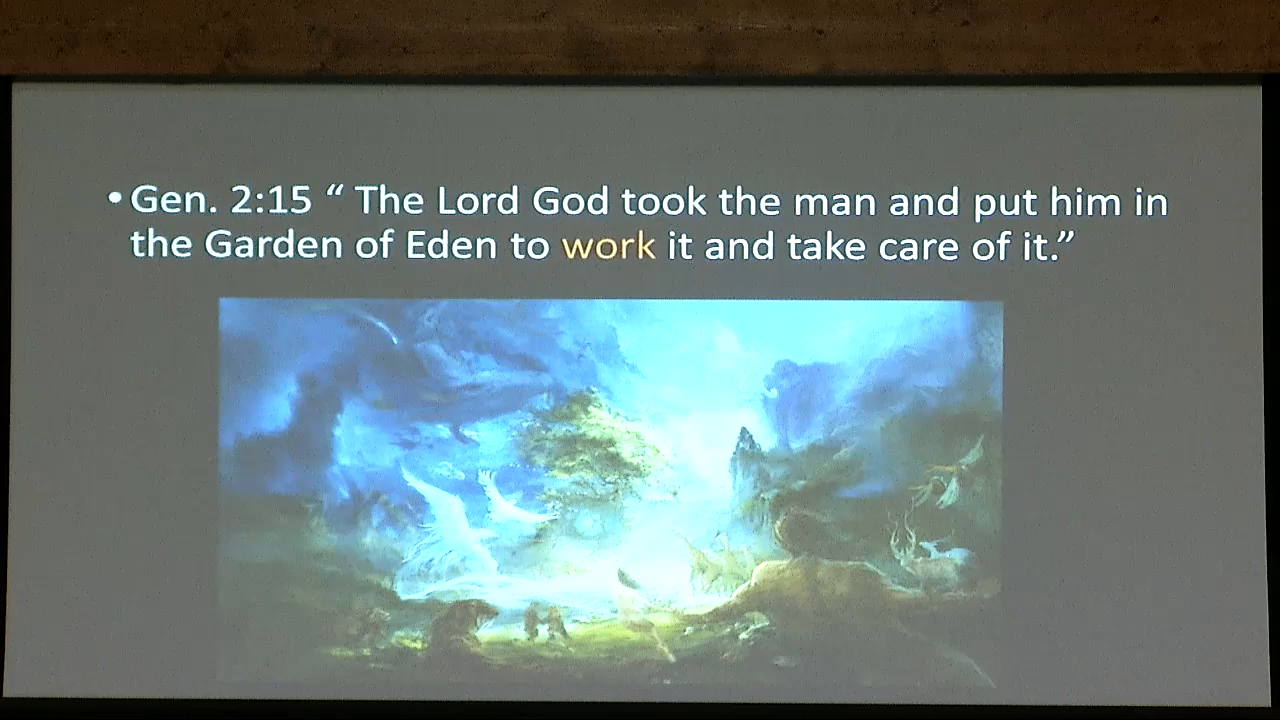 • Gen. 2:15 “ The Lord God took the man and put him in
the Garden of Eden to work it and take care of it.”